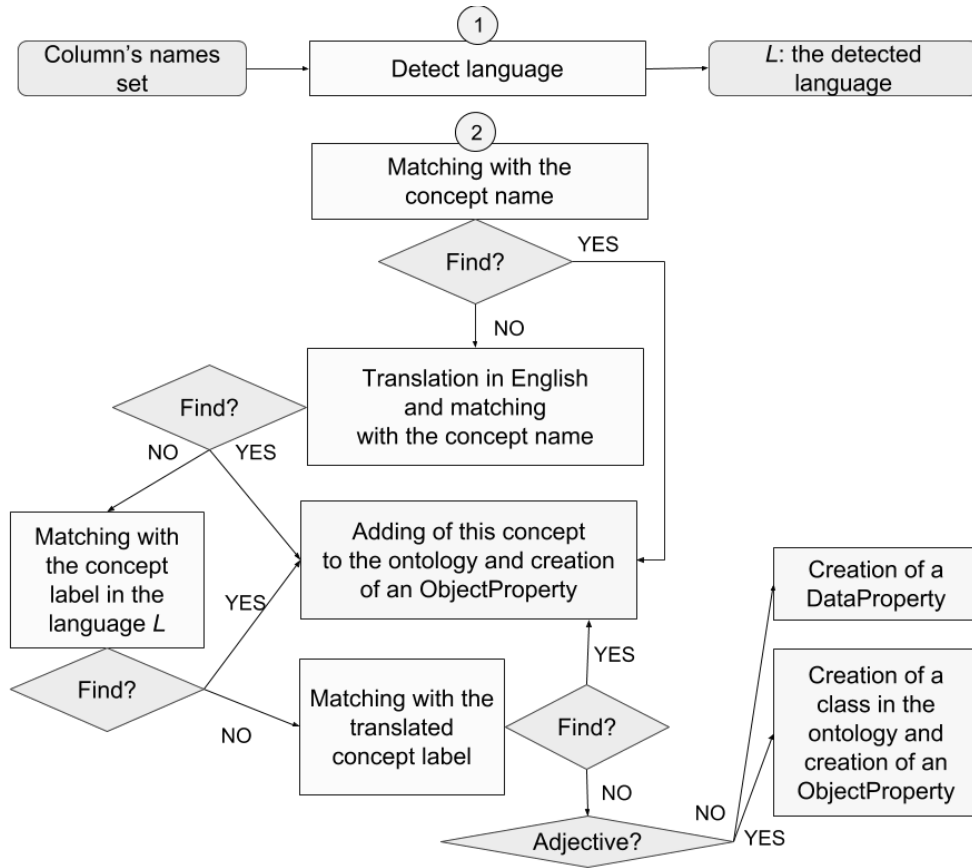 1
Column's names
set
Detect language
L: the detected
language
2
Matching with the
concept name
Find?
YES
NO
Translation in English
and matching
with the concept name
Find?
NO
YES
Matching with
the concept
label in the
language L
Adding of this concept
to the ontology and creation
of an ObjectProperty
Creation of a
DataProperty
YES
Find?
NO
Matching with the
translated
concept label
YES
Find?
NO
Creation of a
class in the
ontology and
creation of an
ObjectProperty
Adjective?
NO
YES